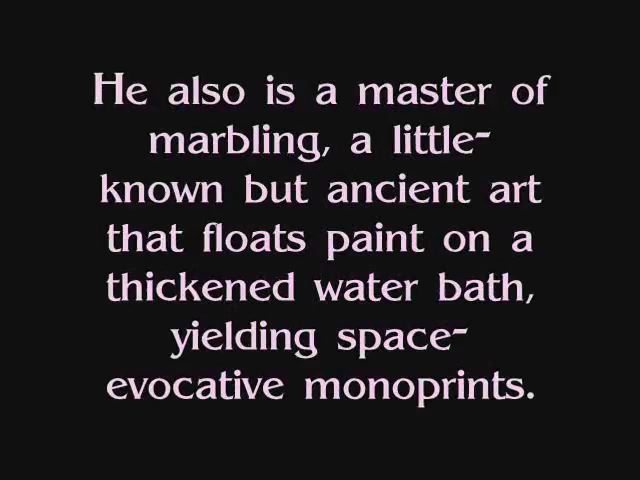 He also is a master of
marbling, a little-
known but ancient art
that floats paint on a
thickened water bath,
yielding space-
evocative monoprints.